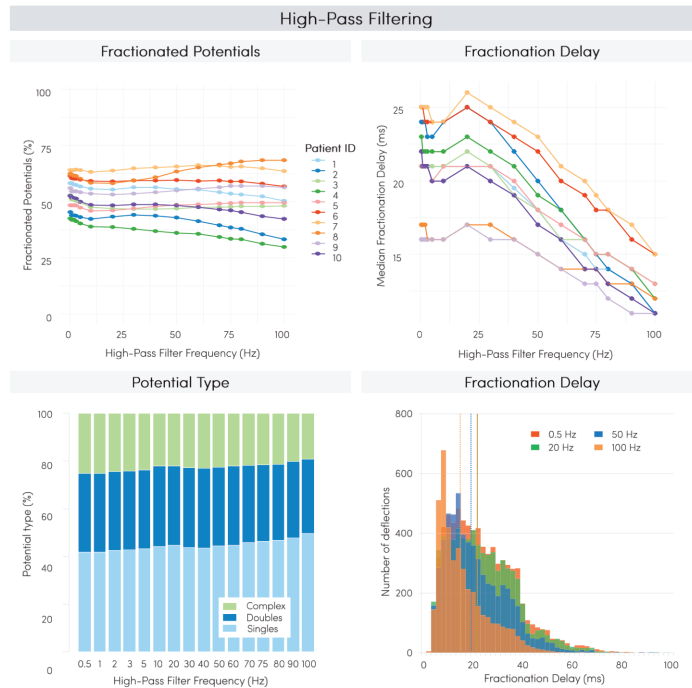 High-Pass Filtering
Fractionated Potentials
Fractionation Delay
Fractionated Potentials (%)
100
75
50
25
0
0 25 50 75 100
High-Pass Filter Frequency (Hz)
Patient ID
1
2
3
4
5
6
7
8
9
10
Median Fractionation Delay (ms)
25
20
15
0 25 50 75 100
High-Pass Filter Frequency (Hz)
Potential Type
Fractionation Delay
Potential type (%)
100
80
60
40
20
0
Complex
Doubles
Singles
0.5 1 2 3 5 10 20 30 40 50 60 70 75 80 90 100
High-Pass Filter Frequency (Hz)
Number of deflections
800
600
400
200
0
0.5 Hz 50 Hz
20 Hz 100 Hz
0 20 40 60 80 100
Fractionation Delay (ms)